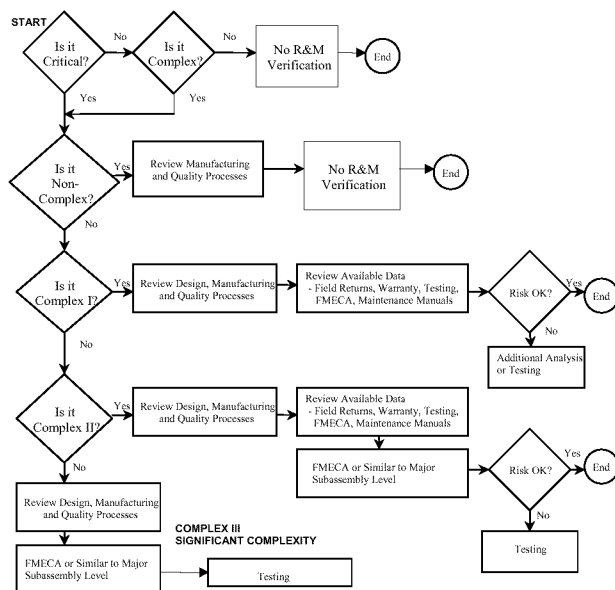 START
Is it
Critical?
No
Is it
Complex?
No
No R&M
Verification
End
Yes
Yes
Is it
Non-
Complex?
Yes
Review Manufacturing
and Quality Processes
No R&M
Verification
End
No
Is it
Complex I?
Yes
Review Design, Manufacturing
and Quality Processes
Review Available Data
- Field Returns, Warranty, Testing,
FMECA, Maintenance Manuals
Risk OK?
Yes
End
No
Additional Analysis
or Testing
No
Is it
Complex II?
Yes
Review Design, Manufacturing
and Quality Processes
Review Available Data
- Field Returns, Warranty, Testing,
FMECA, Maintenance Manuals
FMECA or Similar to Major
Subassembly Level
Risk OK?
Yes
End
No
Testing
No
Review Design, Manufacturing
and Quality Processes
COMPLEX III
SIGNIFICANT COMPLEXITY
FMECA or Similar to Major
Subassembly Level
Testing